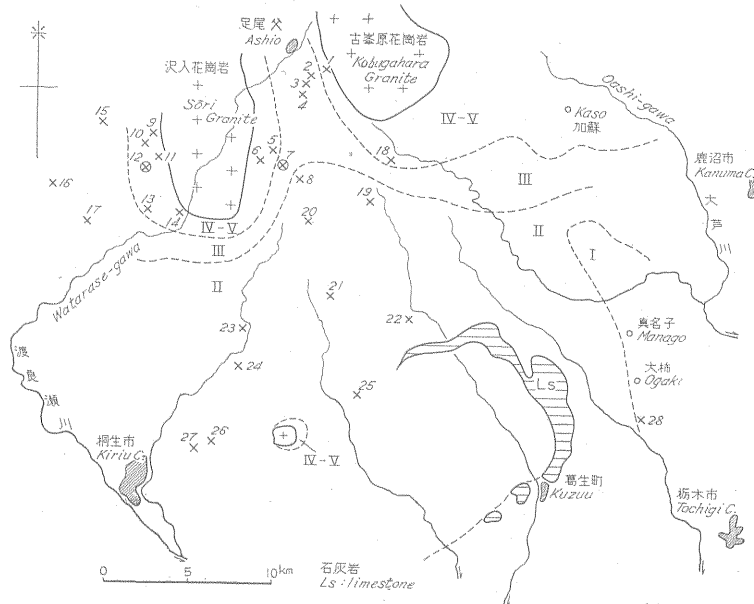 足尾
Ashio
古峯原花崗岩
Kobugahara
Granite
沢入花崗岩
Sōri
Granite
1
2
3
4
IV-V
Oashi-gawa
Kaso
加蘇
鹿沼市
Kanuma C.
大芦川
15
9
10
11
12
5
6
7
8
18
III
16
13
14
17
19
20
IV-V
III
II
II
I
Watarase-gawa
21
22
23
24
25
真名子
Manago
大柿
Ogaki
Ls
28
渡良瀬川
桐生市
Kiriu C.
27
26
IV-V
葛生町
Kuzuu
栃木市
Tochigi C.
0 5 10km
石灰岩
Ls : limestone